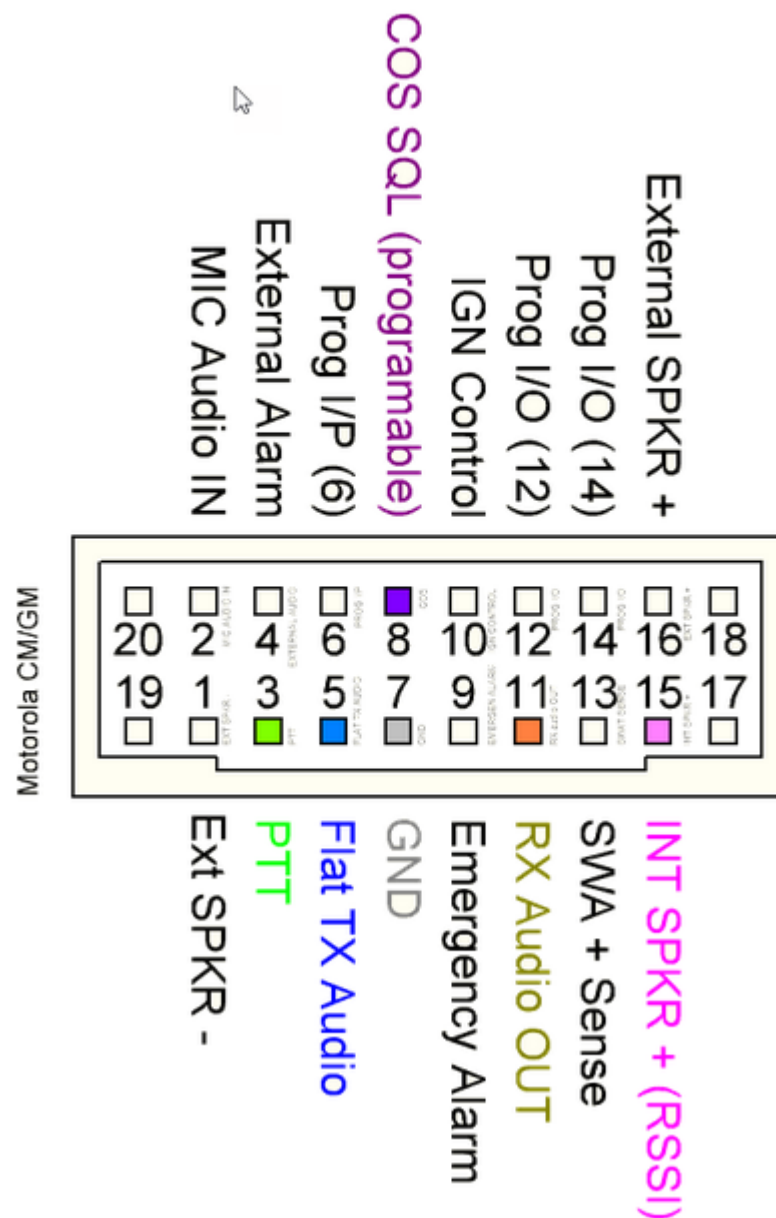 COS SQL (programable)
External SPKR +
Prog I/O (14)
Prog I/O (12)
IGN Control
Prog I/P (6)
External Alarm
MIC Audio IN
Motorola CM/GM
20 2 4 6 8 10 12 14 16 18
19 1 3 5 7 9 11 13 15 17
Ext SPKR -
PTT
Flat TX Audio
GND
Emergency Alarm
RX Audio OUT
SWA + Sense
INT SPKR + (RSSI)